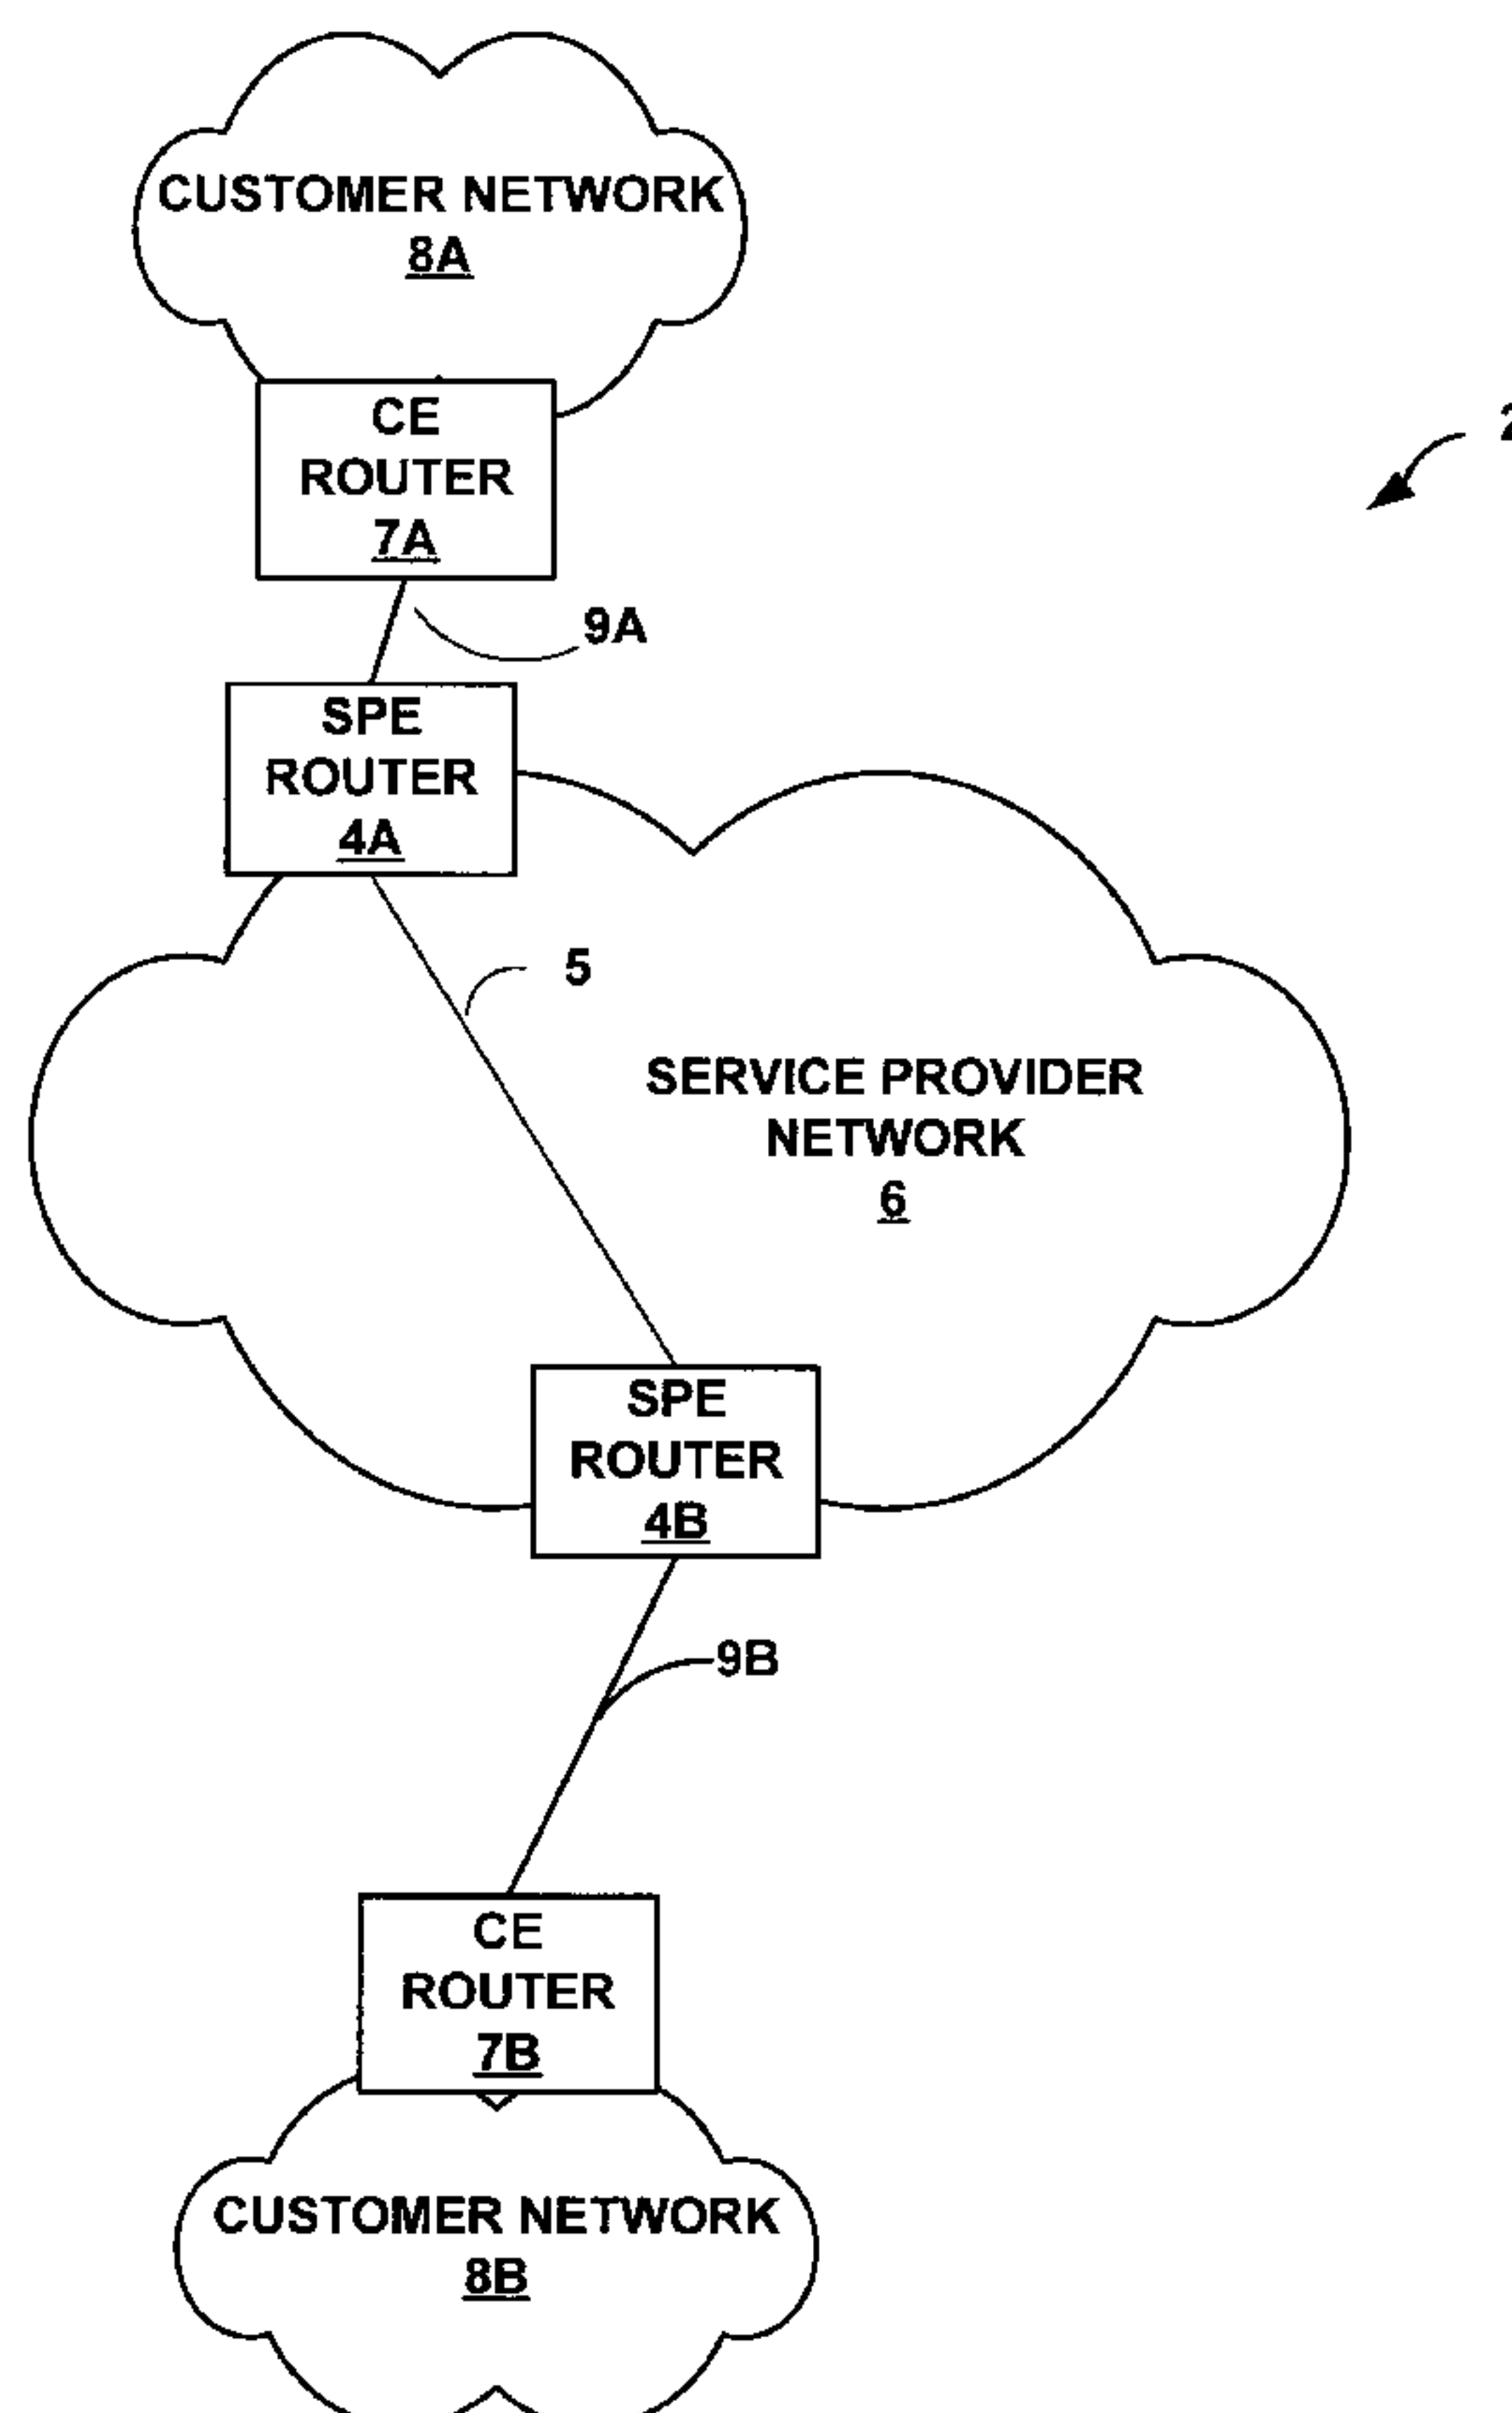 CUSTOMER NETWORK
8A
CE
ROUTER
7A
9A
SPE
ROUTER
4A
5
SERVICE PROVIDER
NETWORK
6
SPE
ROUTER
4B
9B
CE
ROUTER
7B
CUSTOMER NETWORK
8B